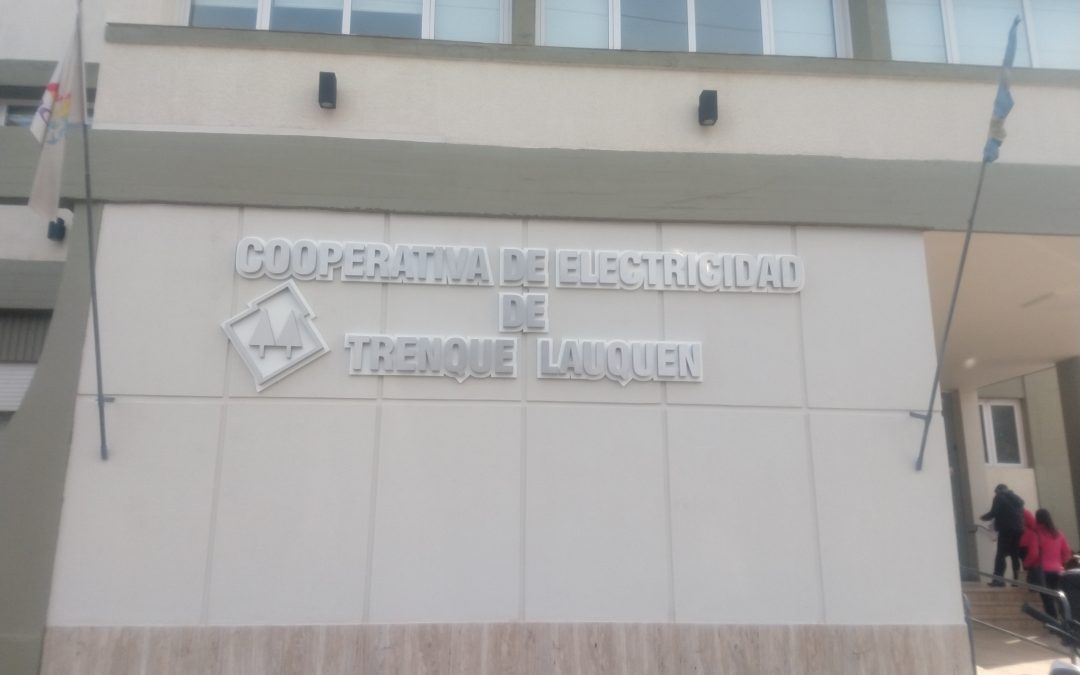 COOPERATIVA DE ELECTRICIDAD
DE
TRENQUE LAUQUEN